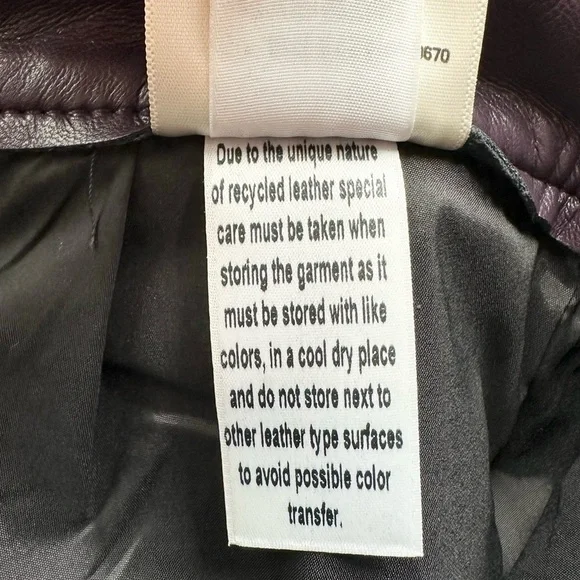 0670
Due to the unique nature
of recycled leather special
care must be taken when
storing the garment as it
must be stored with like
colors, in a cool dry place
and do not store next to
other leather type surfaces
to avoid possible color
transfer.